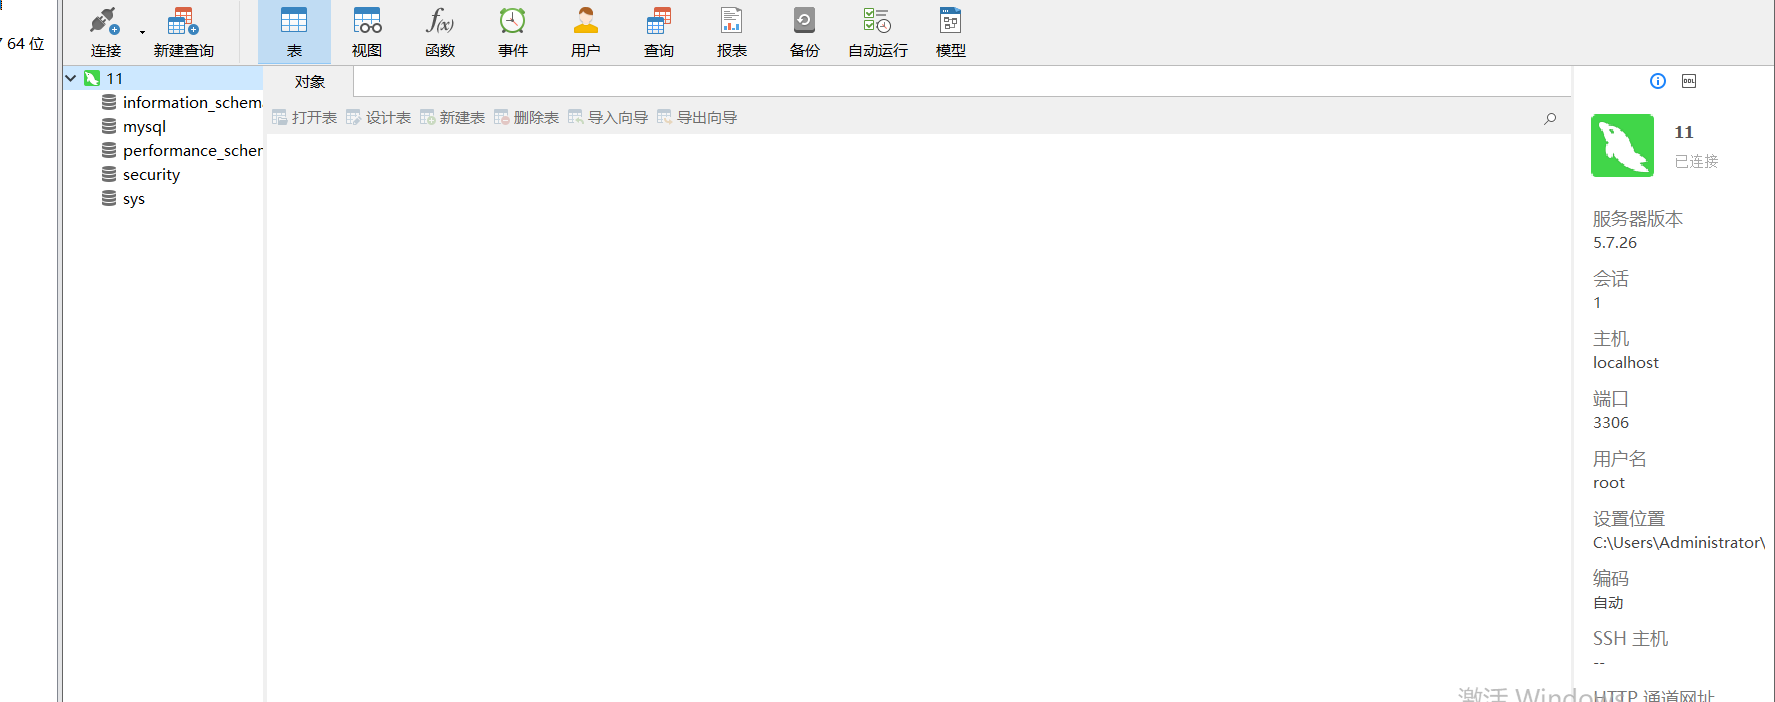 7 64 位
连接
新建查询
表
视图
函数
事件
用户
查询
报表
备份
自动运行
模型
11
information_schem
mysql
performance_scher
security
sys
对象
打开表
设计表
新建表
删除表
导入向导
导出向导
11
已连接
服务器版本
5.7.26
会话
1
主机
localhost
端口
3306
用户名
root
设置位置
C:\Users\Administrator\
编码
自动
SSH 主机
--
HTTP 通道网址
激活 Windows